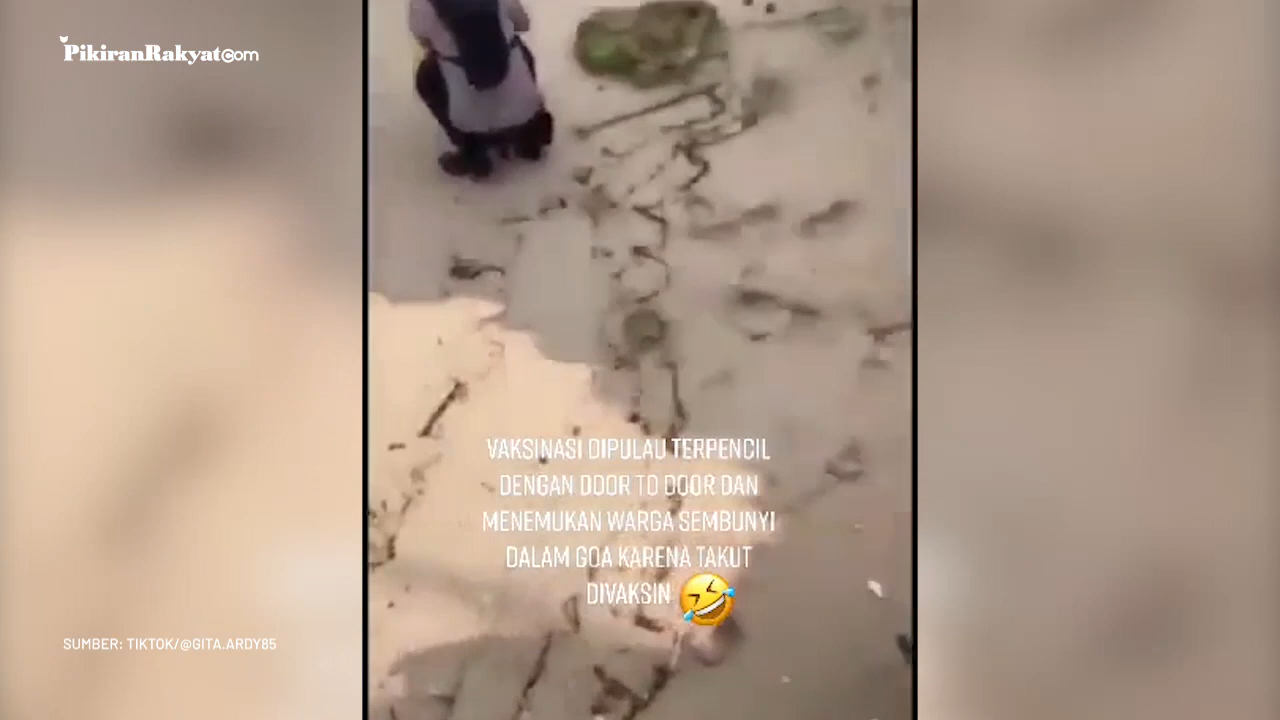 PikiranRakyat.com
VAKSINASI DIPULAU TERPENCIL
DENGAN DOOR TO DOOR DAN
MENEMUKAN WARGA SEMBUNYI
DALAM GOA KARENA TAKUT
DIVAKSIN 🤣
SUMBER: TIKTOK/@GITA.ARDY85